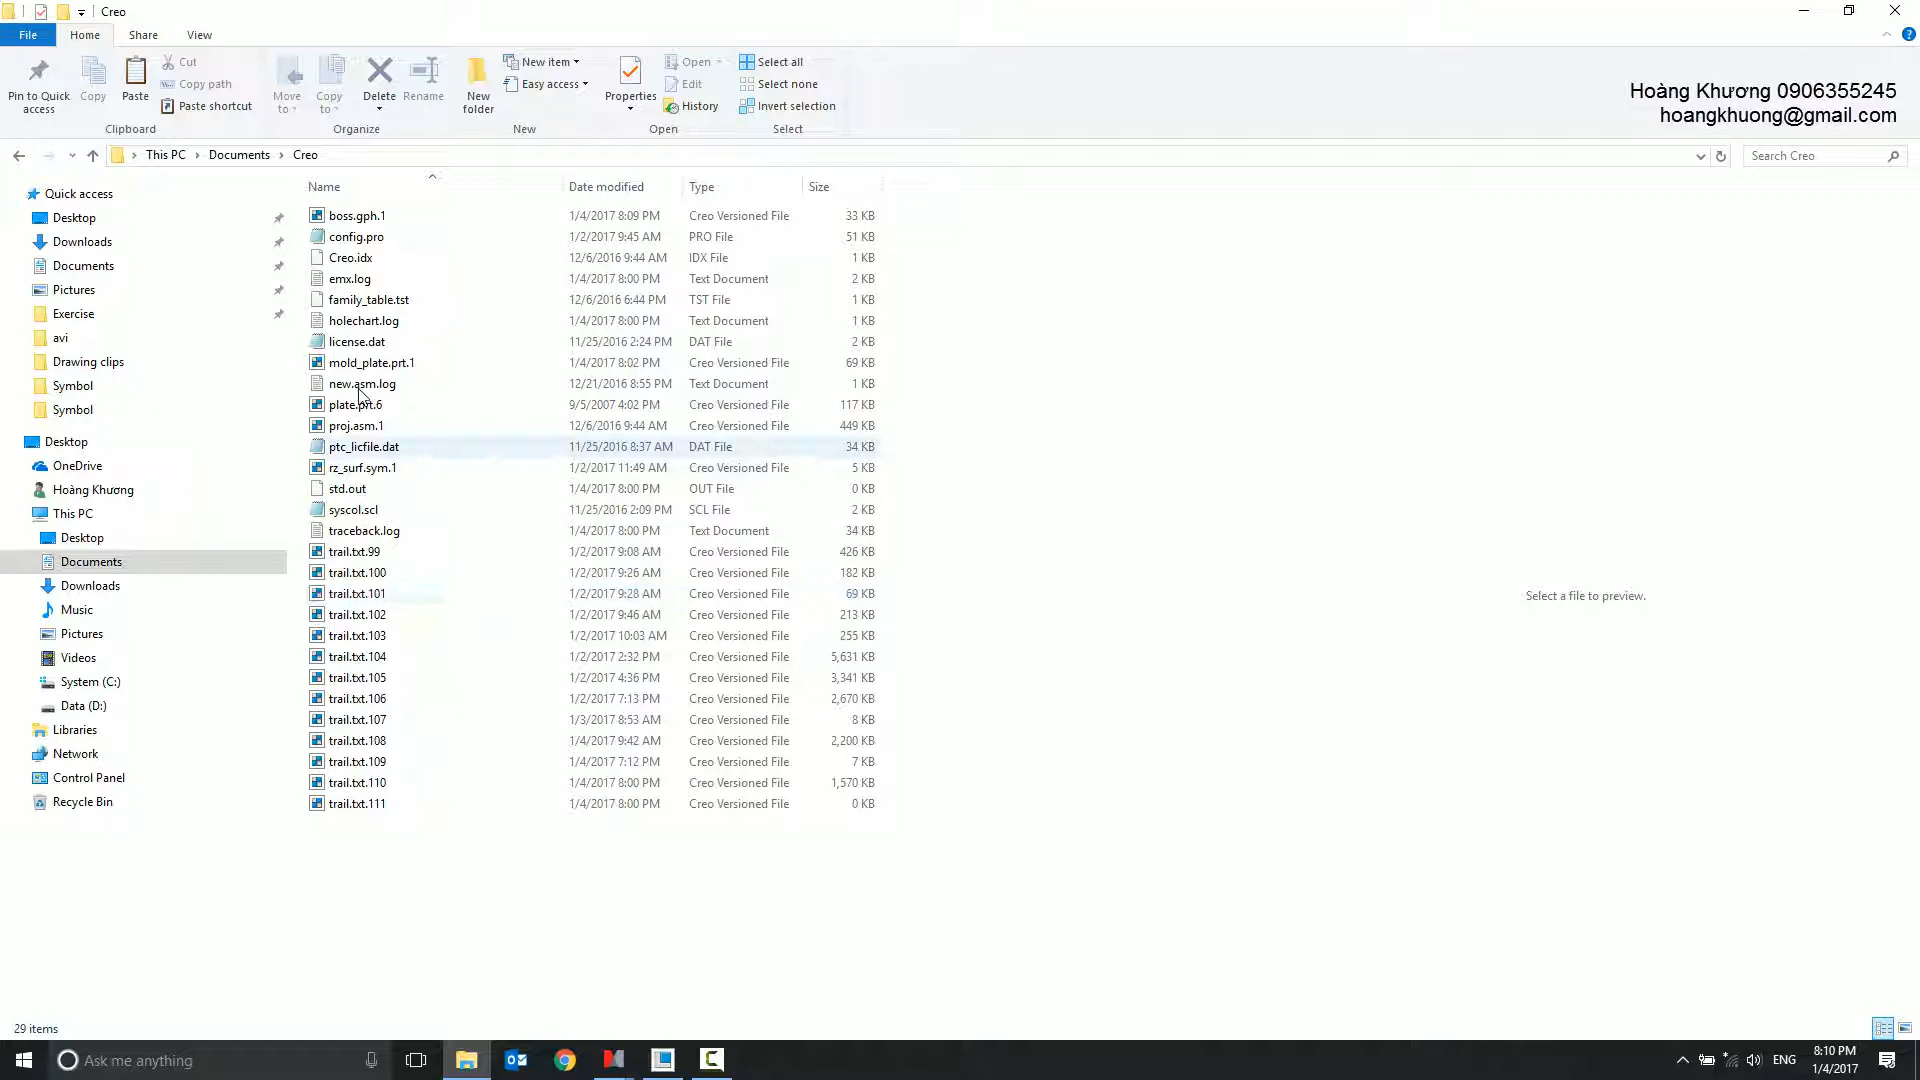 Creo
File Home Share View
Pin to Quick access
Copy
Paste
Cut
Copy path
Paste shortcut
Clipboard
Move to
Copy to
Delete
Rename
Organize
New folder
New item
Easy access
New
Properties
Open
Edit
History
Open
Select all
Select none
Invert selection
Select
Hoàng Khương 0906355245
hoangkhuong@gmail.com
This PC Documents Creo
Search Creo
Quick access
Desktop
Downloads
Documents
Pictures
Exercise
avi
Drawing clips
Symbol
Symbol
Desktop
OneDrive
Hoàng Khương
This PC
Desktop
Documents
Downloads
Music
Pictures
Videos
System (C:)
Data (D:)
Libraries
Network
Control Panel
Recycle Bin
Name Date modified Type Size
boss.gph.1 1/4/2017 8:09 PM Creo Versioned File 33 KB
config.pro 1/2/2017 9:45 AM PRO File 51 KB
Creo.idx 12/6/2016 9:44 AM IDX File 1 KB
emx.log 1/4/2017 8:00 PM Text Document 2 KB
family_table.tst 12/6/2016 6:44 PM TST File 1 KB
holechart.log 1/4/2017 8:00 PM Text Document 1 KB
license.dat 11/25/2016 2:24 PM DAT File 2 KB
mold_plate.prt.1 1/4/2017 8:02 PM Creo Versioned File 69 KB
new.asm.log 12/21/2016 8:55 PM Text Document 1 KB
plate.prt.6 9/5/2007 4:02 PM Creo Versioned File 117 KB
proj.asm.1 12/6/2016 9:44 AM Creo Versioned File 449 KB
ptc_licfile.dat 11/25/2016 8:37 AM DAT File 34 KB
rz_surf.sym.1 1/2/2017 11:49 AM Creo Versioned File 5 KB
std.out 1/4/2017 8:00 PM OUT File 0 KB
syscol.scl 11/25/2016 2:09 PM SCL File 2 KB
traceback.log 1/4/2017 8:00 PM Text Document 34 KB
trail.txt.99 1/2/2017 9:08 AM Creo Versioned File 426 KB
trail.txt.100 1/2/2017 9:26 AM Creo Versioned File 182 KB
trail.txt.101 1/2/2017 9:28 AM Creo Versioned File 69 KB
trail.txt.102 1/2/2017 9:46 AM Creo Versioned File 213 KB
trail.txt.103 1/2/2017 10:03 AM Creo Versioned File 255 KB
trail.txt.104 1/2/2017 2:32 PM Creo Versioned File 5,631 KB
trail.txt.105 1/2/2017 4:36 PM Creo Versioned File 3,341 KB
trail.txt.106 1/2/2017 7:13 PM Creo Versioned File 2,670 KB
trail.txt.107 1/3/2017 8:53 AM Creo Versioned File 8 KB
trail.txt.108 1/4/2017 9:42 AM Creo Versioned File 2,200 KB
trail.txt.109 1/4/2017 7:12 PM Creo Versioned File 7 KB
trail.txt.110 1/4/2017 8:00 PM Creo Versioned File 1,570 KB
trail.txt.111 1/4/2017 8:00 PM Creo Versioned File 0 KB
Select a file to preview.
29 items
Ask me anything
ENG
8:10 PM
1/4/2017